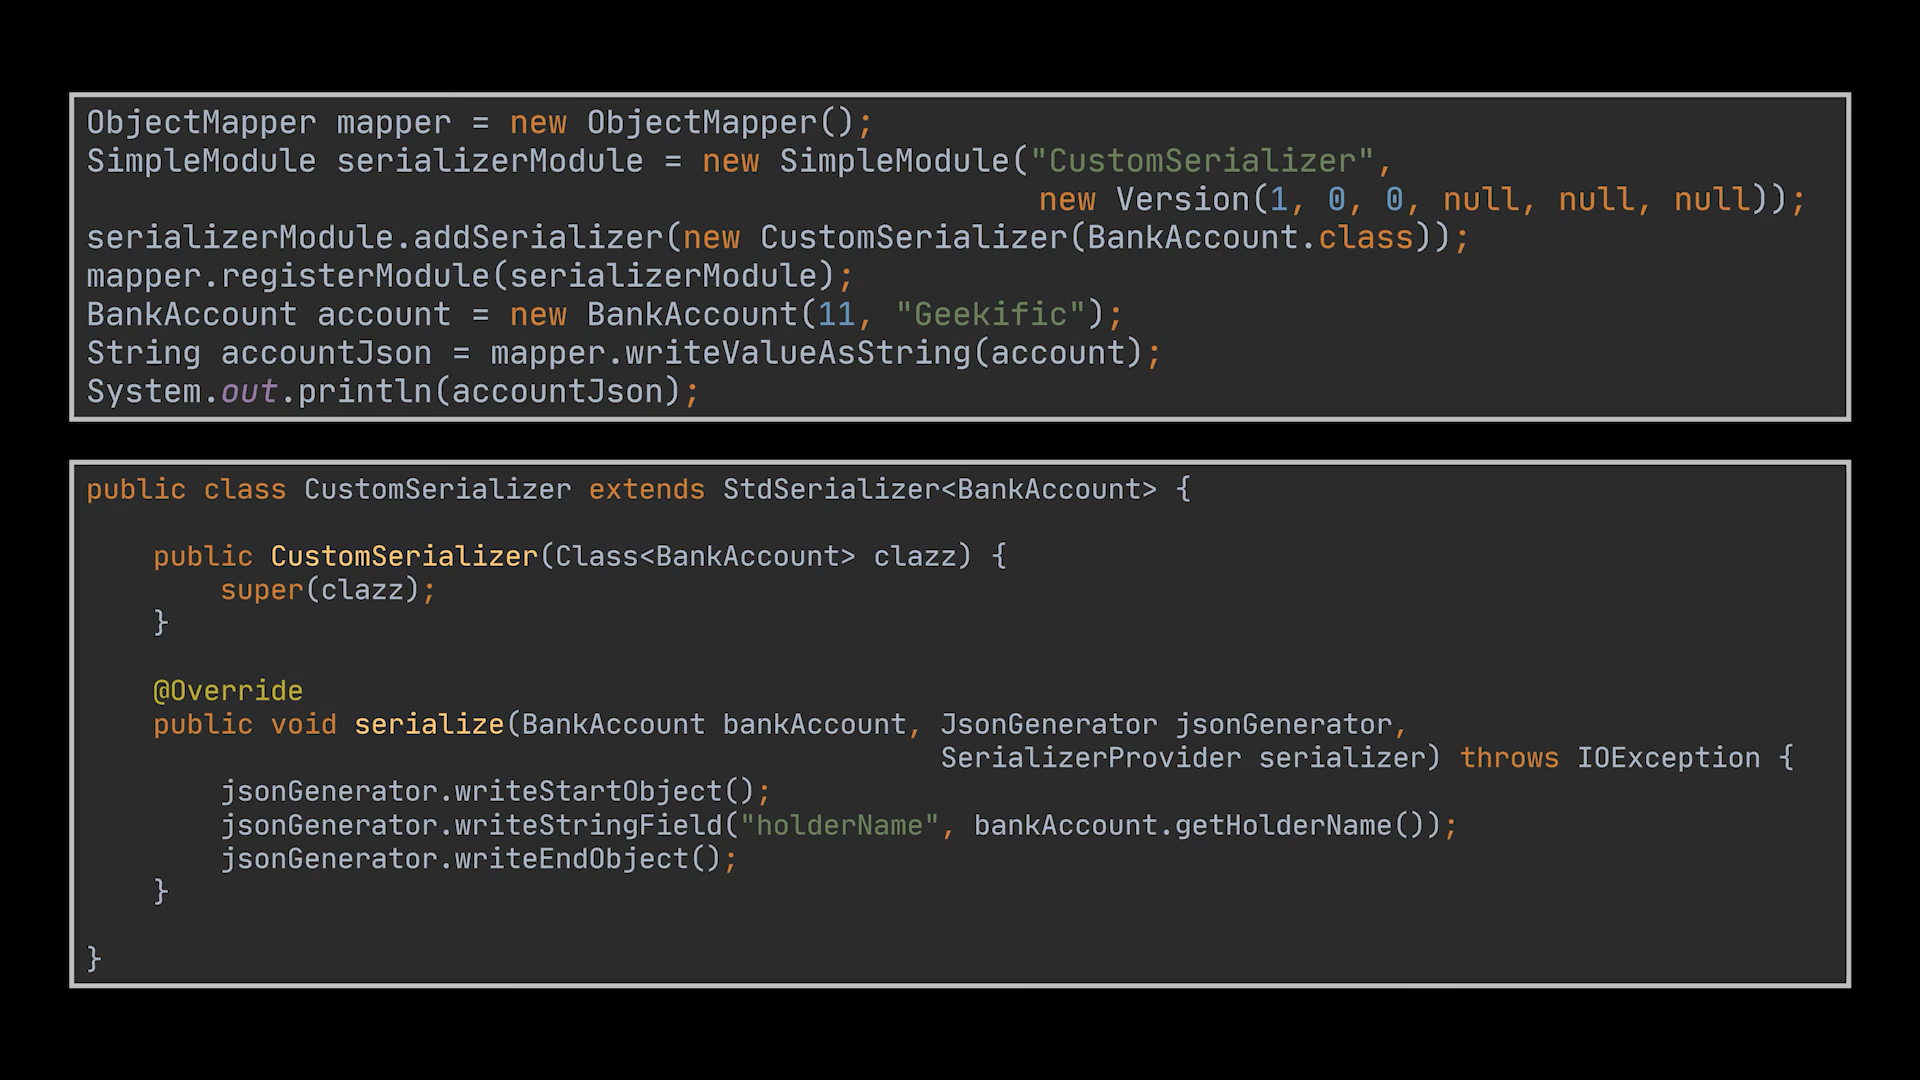 ObjectMapper mapper = new ObjectMapper();
SimpleModule serializerModule = new SimpleModule("CustomSerializer",
new Version(1, 0, 0, null, null, null));
serializerModule.addSerializer(new CustomSerializer(BankAccount.class));
mapper.registerModule(serializerModule);
BankAccount account = new BankAccount(11, "Geekific");
String accountJson = mapper.writeValueAsString(account);
System.out.println(accountJson);
public class CustomSerializer extends StdSerializer<BankAccount> {
public CustomSerializer(Class<BankAccount> clazz) {
super(clazz);
}
@Override
public void serialize(BankAccount bankAccount, JsonGenerator jsonGenerator,
SerializerProvider serializer) throws IOException {
jsonGenerator.writeStartObject();
jsonGenerator.writeStringField("holderName", bankAccount.getHolderName());
jsonGenerator.writeEndObject();
}
}